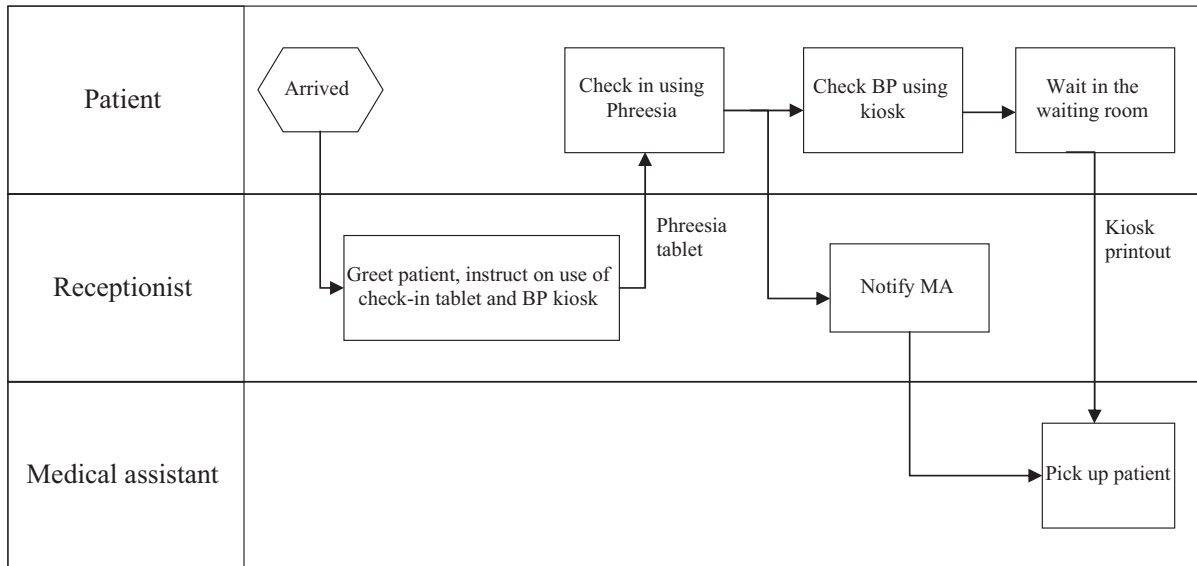 Patient
Arrived
Check in using
Phreesia
Check BP using
kiosk
Wait in the
waiting room
Receptionist
Greet patient, instruct on use of
check-in tablet and BP kiosk
Phreesia
tablet
Notify MA
Kiosk
printout
Medical assistant
Pick up patient